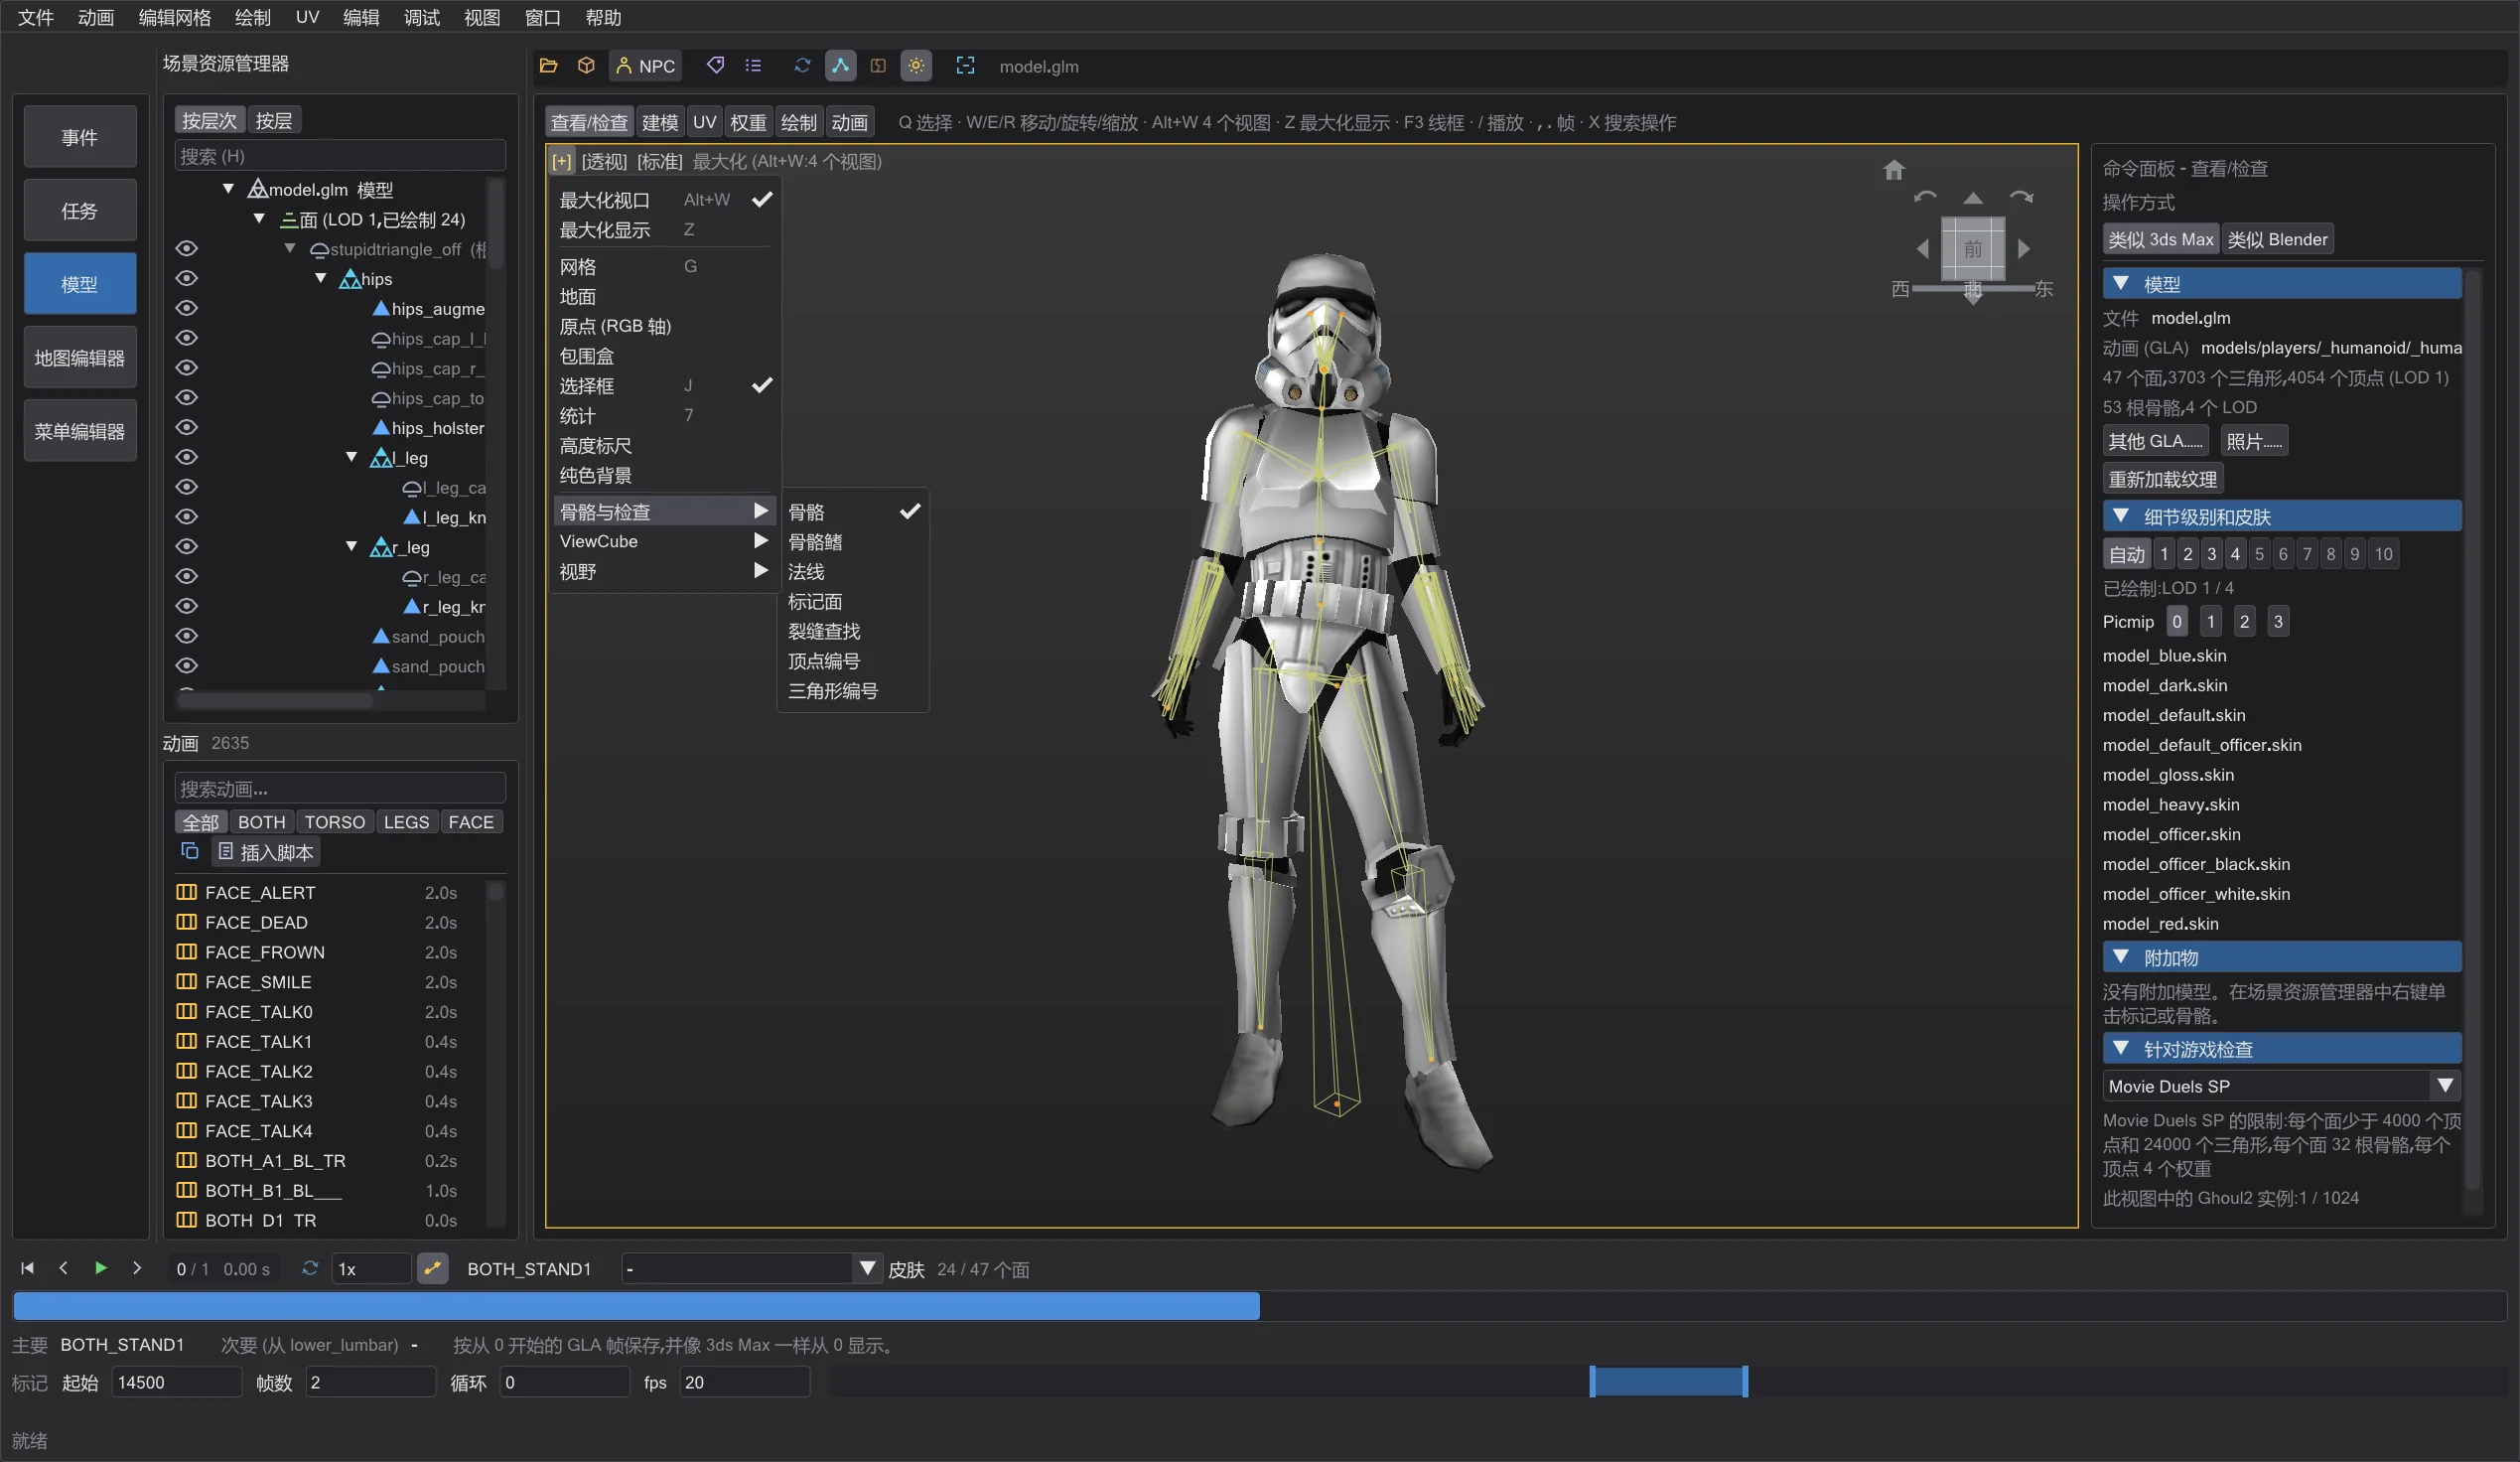 文件 动画 编辑网格 绘制 UV 编辑 调试 视图 窗口 帮助
场景资源管理器
NPC model.glm
事件
任务
模型
地图编辑器
菜单编辑器
按层次 按层
搜索 (H)
model.glm 模型
面 (LOD 1,已绘制 24)
stupidtriangle_off
hips
hips_augme
hips_cap_l_l
hips_cap_r_
hips_cap_to
hips_holster
l_leg
l_leg_ca
l_leg_kn
r_leg
r_leg_ca
r_leg_kn
sand_pouch
sand_pouch
动画 2635
搜索动画...
全部 BOTH TORSO LEGS FACE
插入脚本
FACE_ALERT 2.0s
FACE_DEAD 2.0s
FACE_FROWN 2.0s
FACE_SMILE 2.0s
FACE_TALK0 2.0s
FACE_TALK1 0.4s
FACE_TALK2 0.4s
FACE_TALK3 0.4s
FACE_TALK4 0.4s
BOTH_A1_BL_TR 0.2s
BOTH_B1_BL___ 1.0s
BOTH_D1_TR 0.0s
查看/检查 建模 UV 权重 绘制 动画 Q 选择 · W/E/R 移动/旋转/缩放 · Alt+W 4 个视图 · Z 最大化显示 · F3 线框 · / 播放 · , . 帧 · X 搜索操作
[+] [透视] [标准] 最大化 (Alt+W:4 个视图)
最大化视口 Alt+W
最大化显示 Z
网格 G
地面
原点 (RGB 轴)
包围盒
选择框 J
统计 7
高度标尺
纯色背景
骨骼与检查
ViewCube
视野
骨骼
骨骼鳍
法线
标记面
裂缝查找
顶点编号
三角形编号
前
西 北 东
命令面板 - 查看/检查
操作方式
类似 3ds Max 类似 Blender
模型
文件 model.glm
动画 (GLA) models/players/_humanoid/_huma
47 个面,3703 个三角形,4054 个顶点 (LOD 1)
53 根骨骼,4 个 LOD
其他 GLA...... 照片......
重新加载纹理
细节级别和皮肤
自动 1 2 3 4 5 6 7 8 9 10
已绘制:LOD 1 / 4
Picmip 0 1 2 3
model_blue.skin
model_dark.skin
model_default.skin
model_default_officer.skin
model_gloss.skin
model_heavy.skin
model_officer.skin
model_officer_black.skin
model_officer_white.skin
model_red.skin
附加物
没有附加模型。在场景资源管理器中右键单
击标记或骨骼。
针对游戏检查
Movie Duels SP
Movie Duels SP 的限制:每个面少于 4000 个顶
点和 24000 个三角形,每个面 32 根骨骼,每个
顶点 4 个权重
此视图中的 Ghoul2 实例:1 / 1024
0 / 1 0.00 s 1x BOTH_STAND1 - 皮肤 24 / 47 个面
主要 BOTH_STAND1 次要 (从 lower_lumbar) - 按从 0 开始的 GLA 帧保存,并像 3ds Max 一样从 0 显示。
标记 起始 14500 帧数 2 循环 0 fps 20
就绪